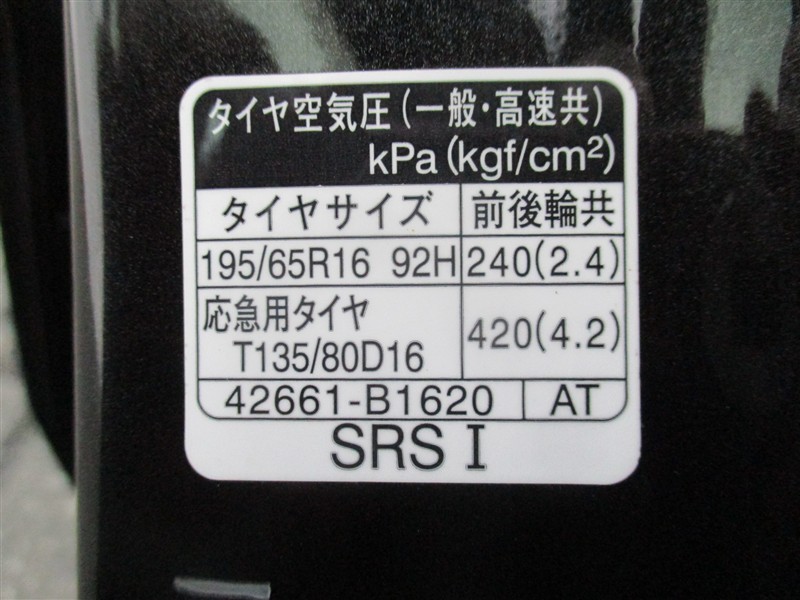 タイヤ空気圧(一般・高速共)
kPa(kgf/cm²)
タイヤサイズ 前後輪共
195/65R16 92H 240(2.4)
応急用タイヤ
T135/80D16 420(4.2)
42661-B1620 AT
SRS I